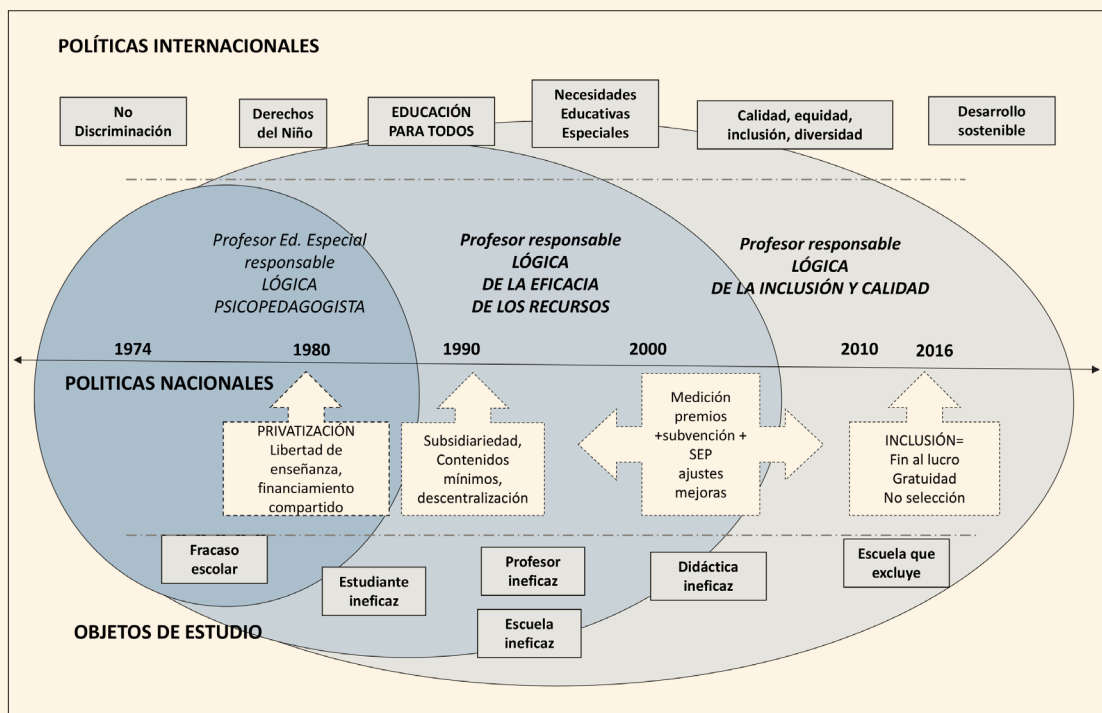 POLÍTICAS INTERNACIONALES
No
Discriminación
Derechos
del Niño
EDUCACIÓN
PARA TODOS
Necesidades
Educativas
Especiales
Calidad, equidad,
inclusión, diversidad
Desarrollo
sostenible
Profesor Ed. Especial
responsable
LÓGICA
PSICOPEDAGOGISTA
Profesor responsable
LÓGICA
DE LA EFICACIA
DE LOS RECURSOS
Profesor responsable
LÓGICA
DE LA INCLUSIÓN Y CALIDAD
1974
1980
1990
2000
2010
2016
POLITICAS NACIONALES
PRIVATIZACIÓN
Libertad de
enseñanza,
financiamiento
compartido
Subsidiariedad,
Contenidos
mínimos,
descentralización
Medición
premios
+subvención +
SEP
ajustes
mejoras
INCLUSIÓN=
Fin al lucro
Gratuidad
No selección
Fracaso
escolar
Estudiante
ineficaz
Profesor
ineficaz
Escuela
ineficaz
Didáctica
ineficaz
Escuela que
excluye
OBJETOS DE ESTUDIO